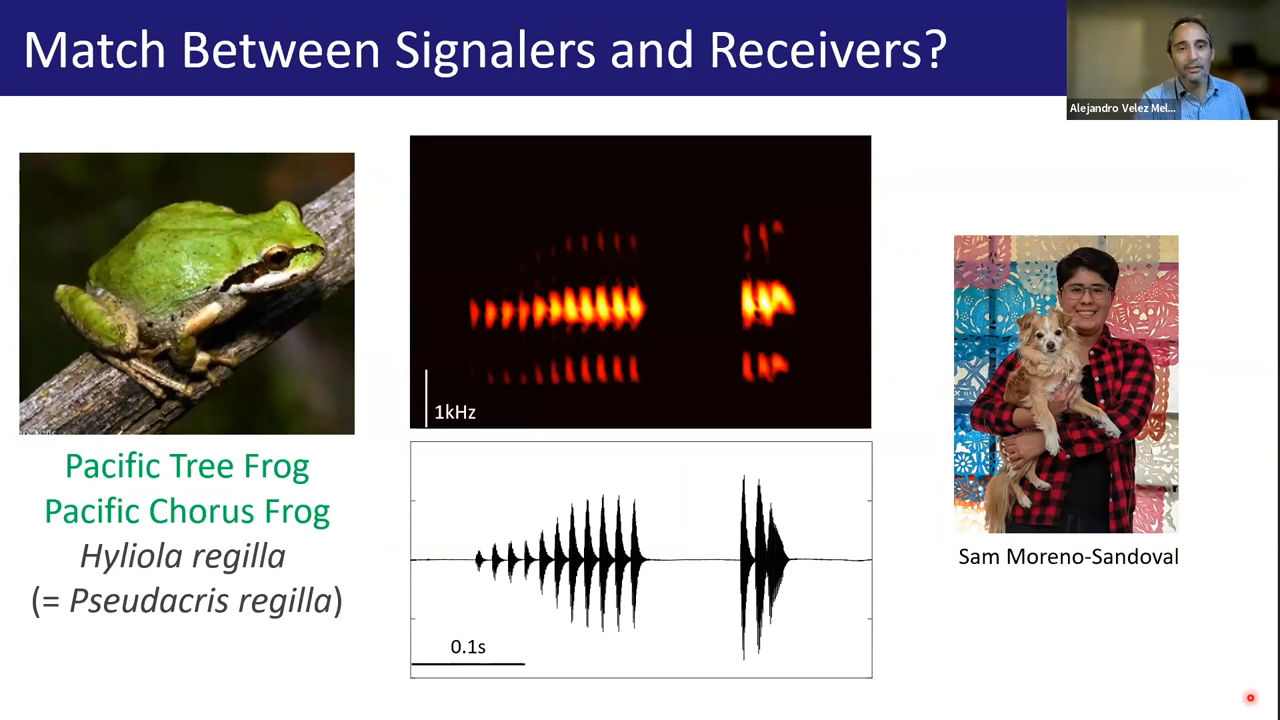 Match Between Signalers and Receivers?
Alejandro Velez Mel...
1kHz
0.1s
Pacific Tree Frog
Pacific Chorus Frog
Hyliola regilla
(= Pseudacris regilla)
Sam Moreno-Sandoval